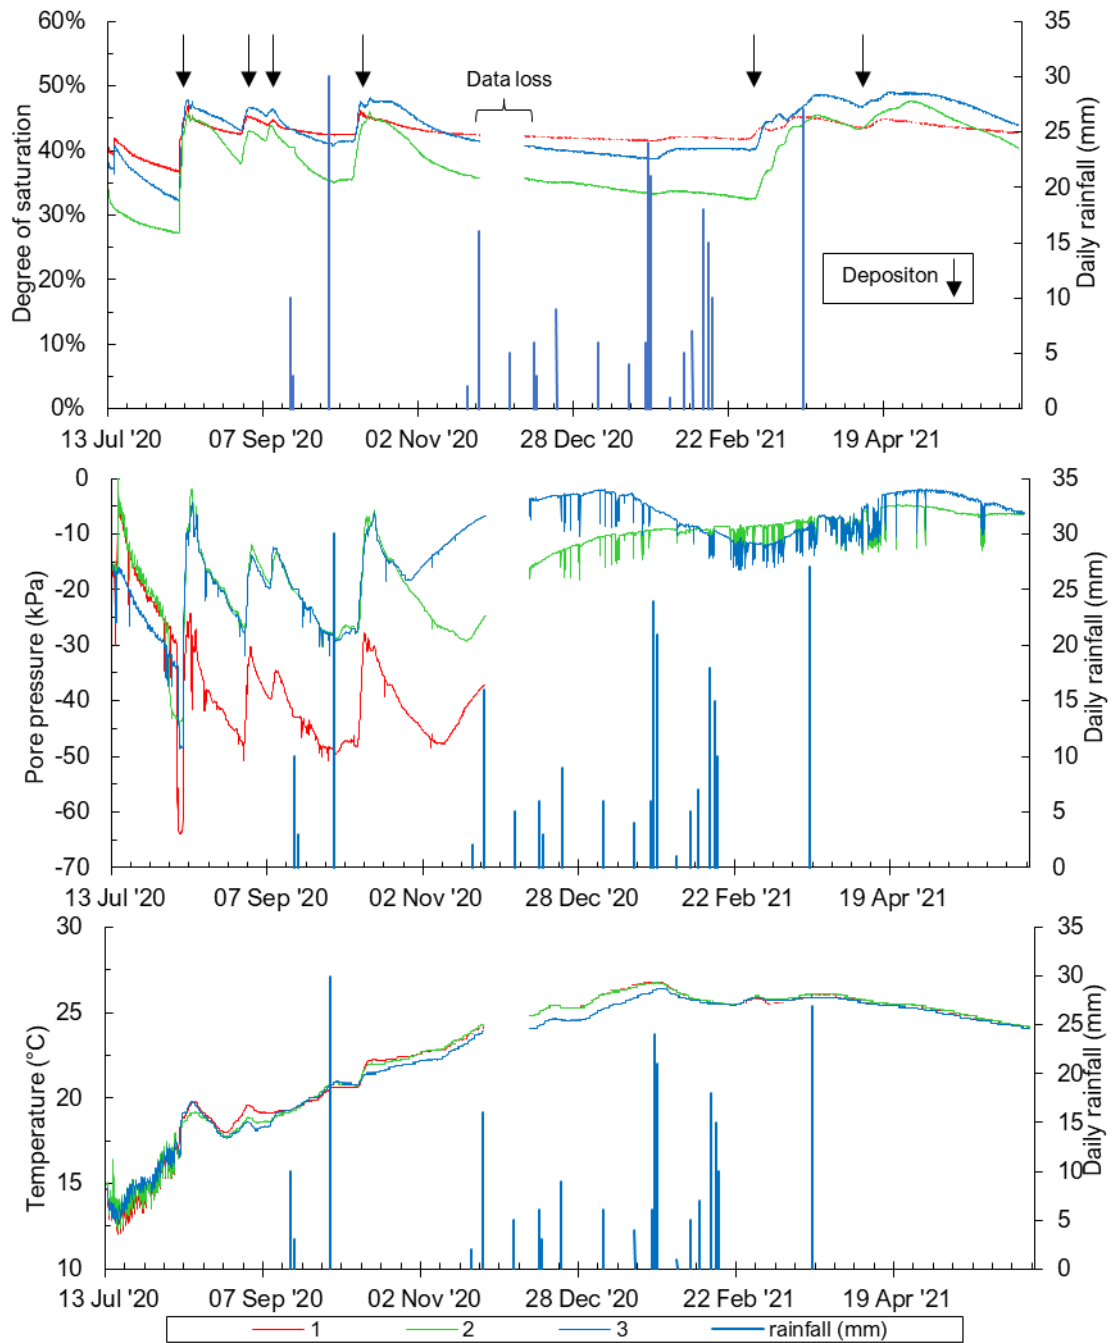 60%
50%
40%
30%
20%
10%
0%
Degree of saturation
Data loss
Depositon
35
30
25
20
15
10
5
0
Daily rainfall (mm)
13 Jul '20
07 Sep '20
02 Nov '20
28 Dec '20
22 Feb '21
19 Apr '21
0
-10
-20
-30
-40
-50
-60
-70
Pore pressure (kPa)
35
30
25
20
15
10
5
0
Daily rainfall (mm)
13 Jul '20
07 Sep '20
02 Nov '20
28 Dec '20
22 Feb '21
19 Apr '21
30
25
20
15
10
Temperature (°C)
35
30
25
20
15
10
5
0
Daily rainfall (mm)
13 Jul '20
07 Sep '20
02 Nov '20
28 Dec '20
22 Feb '21
19 Apr '21
1 2 3 rainfall (mm)